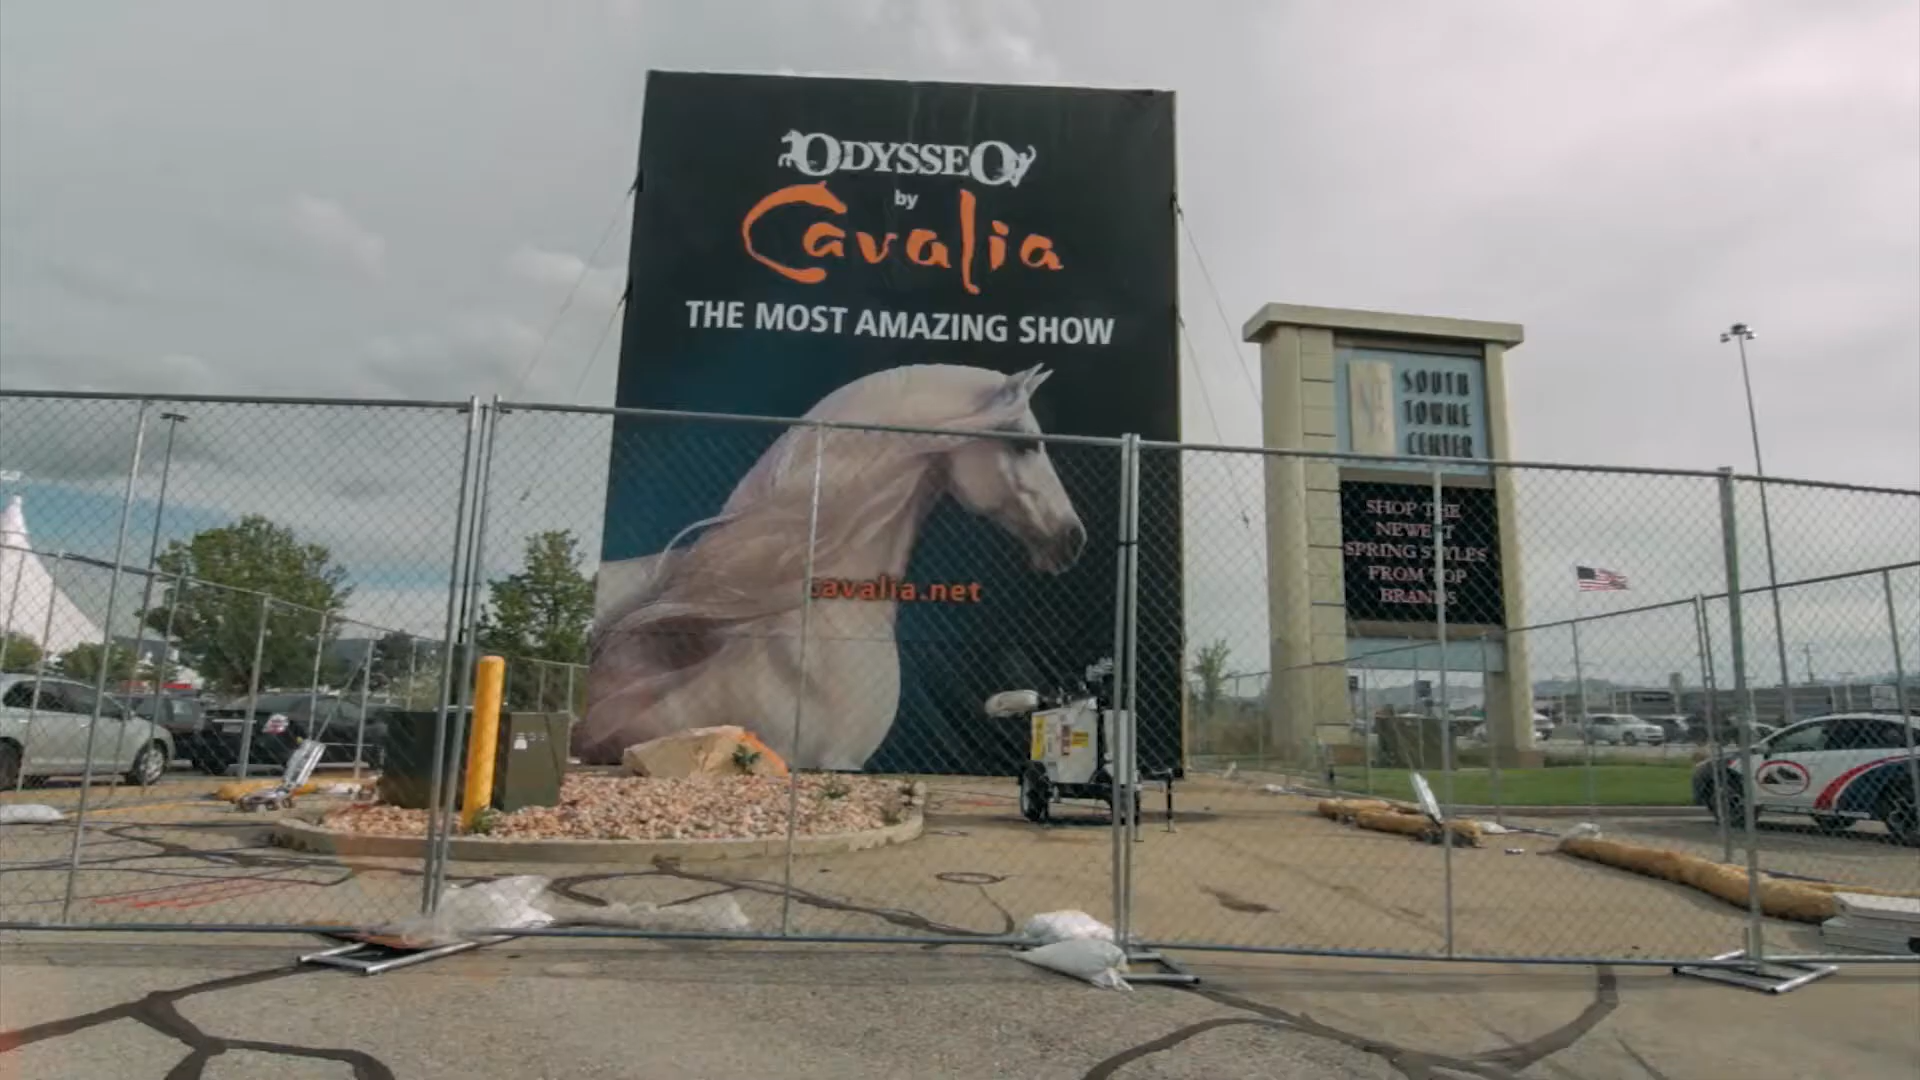 ODYSSEO
by
Cavalia
THE MOST AMAZING SHOW
cavalia.net
SOUTH
TOWNE
CENTER
SHOP THE
NEWEST
SPRING STYLES
FROM TOP
BRANDS